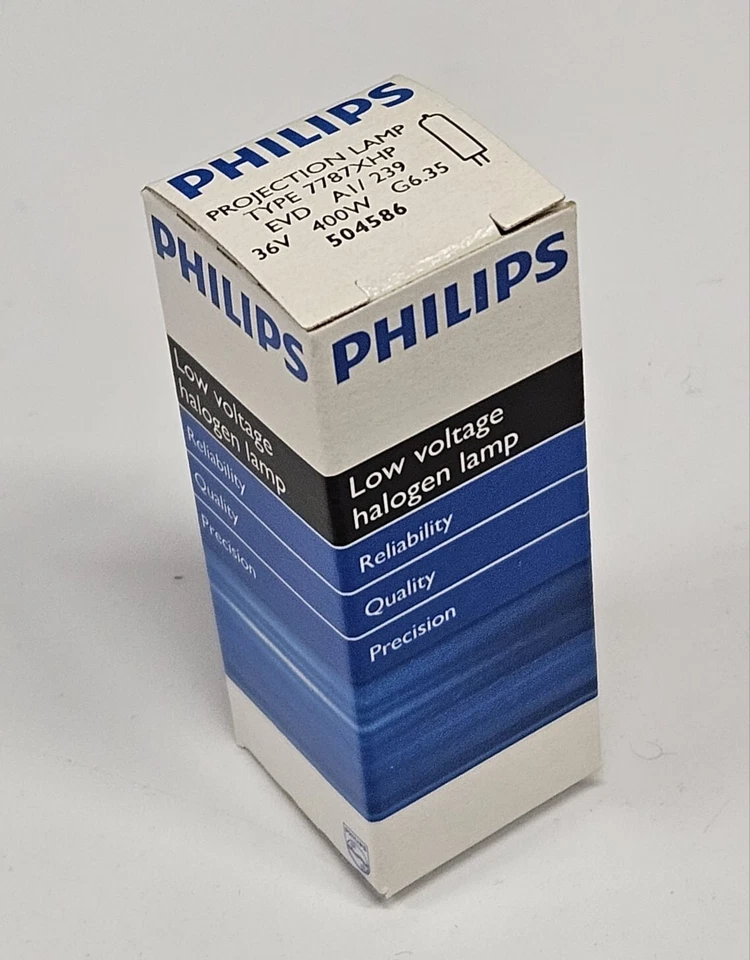 PHILIPS
PROJECTION LAMP
TYPE 7787XHP
EVD A1/ 239
36V 400W G6.35
504586
PHILIPS
Low voltage
halogen lamp
Reliability
Quality
Precision
PHILIPS
Low voltage
halogen lamp
Reliability
Quality
Precision